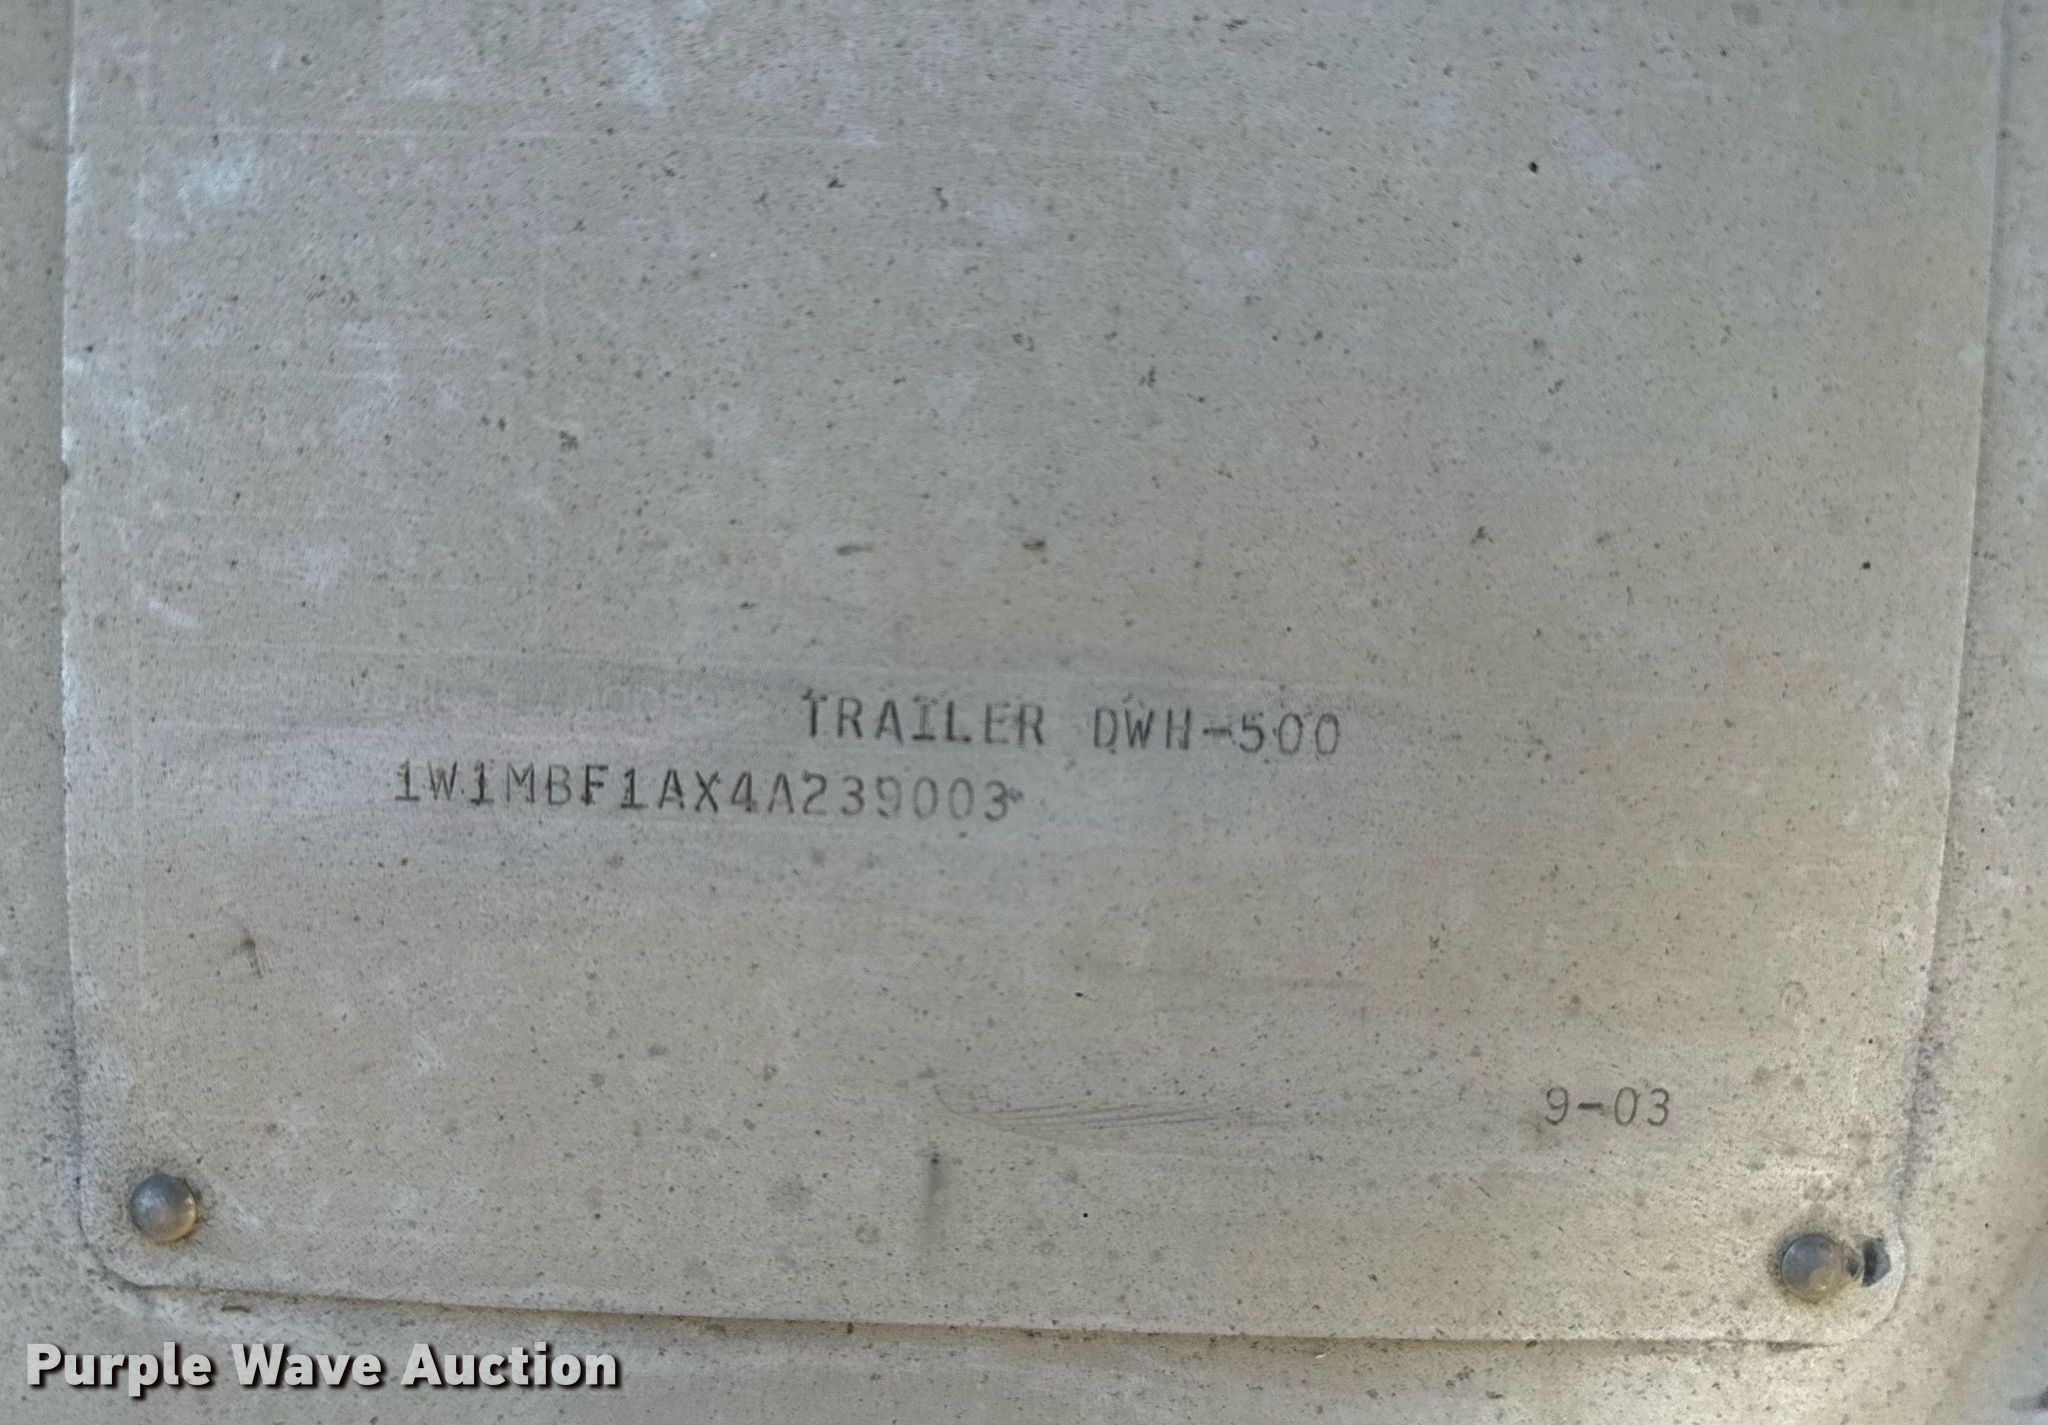 TRAILER DWH-500
1W1MBF1AX4A239003
9-03
Purple Wave Auction